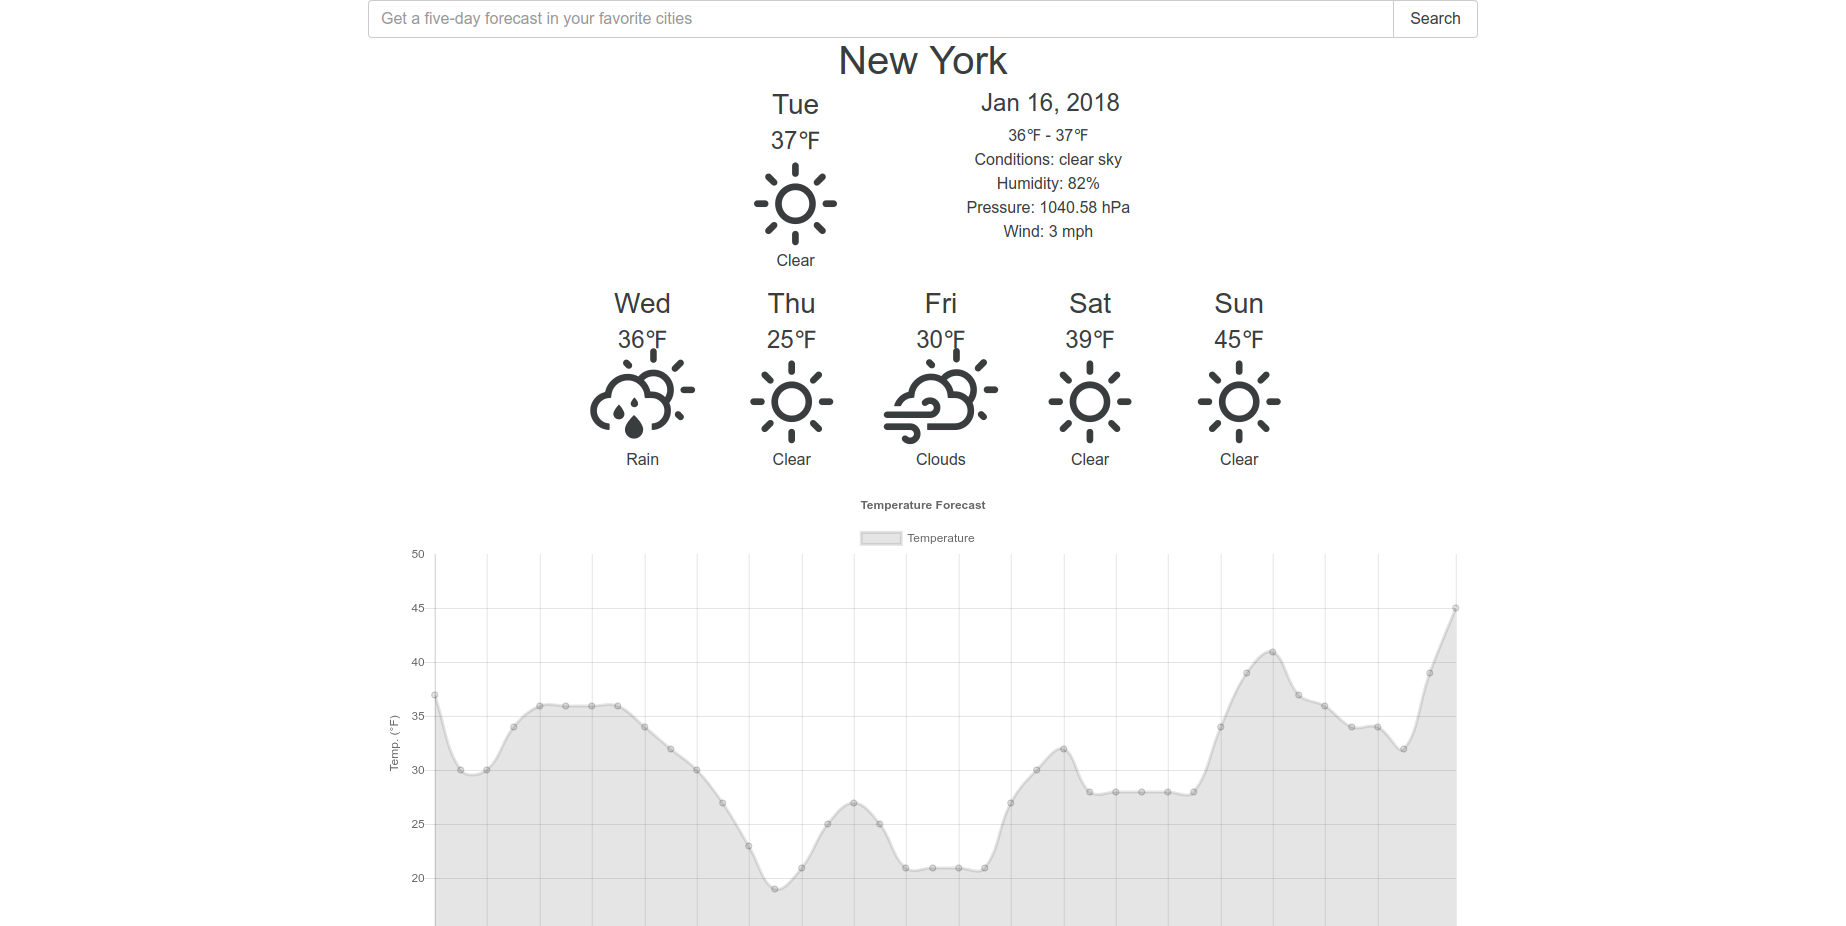 Get a five-day forecast in your favorite cities Search
New York
Tue
37°F
Clear
Jan 16, 2018
36°F - 37°F
Conditions: clear sky
Humidity: 82%
Pressure: 1040.58 hPa
Wind: 3 mph
Wed Thu Fri Sat Sun
36°F 25°F 30°F 39°F 45°F
Rain Clear Clouds Clear Clear
Temperature Forecast
Temperature
50
45
40
35
30
25
20
Temp. (°F)